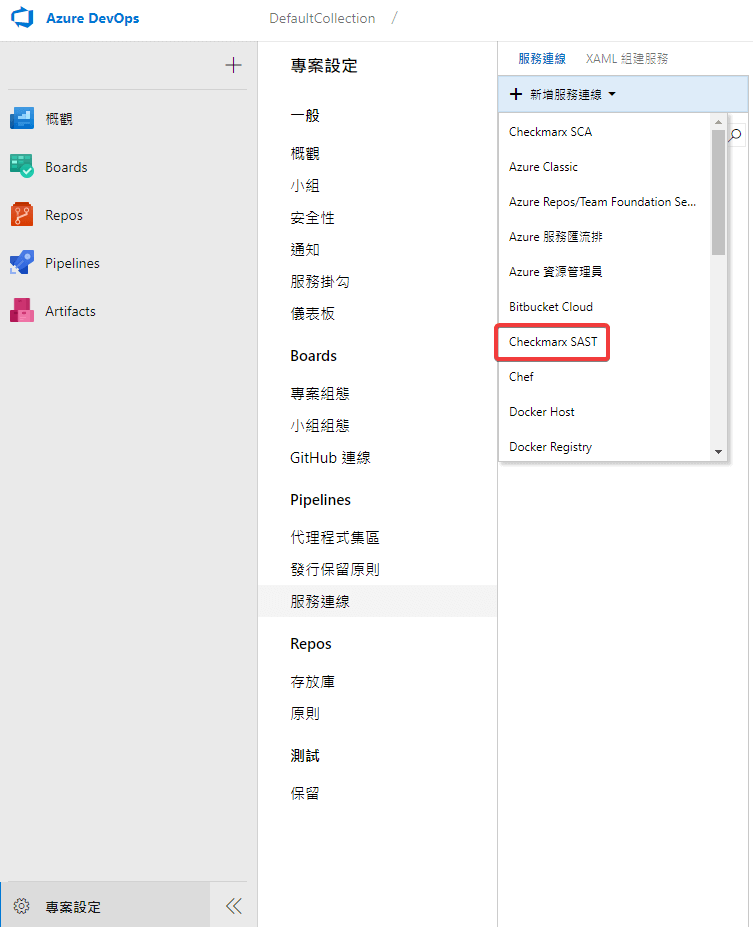 Azure DevOps
DefaultCollection /
概觀
Boards
Repos
Pipelines
Artifacts
專案設定
專案設定
一般
概觀
小組
安全性
通知
服務掛勾
儀表板
Boards
專案組態
小組組態
GitHub 連線
Pipelines
代理程式集區
發行保留原則
服務連線
Repos
存放庫
原則
測試
保留
服務連線 XAML 組建服務
新增服務連線
Checkmarx SCA
Azure Classic
Azure Repos/Team Foundation Se...
Azure 服務匯流排
Azure 資源管理員
Bitbucket Cloud
Checkmarx SAST
Chef
Docker Host
Docker Registry